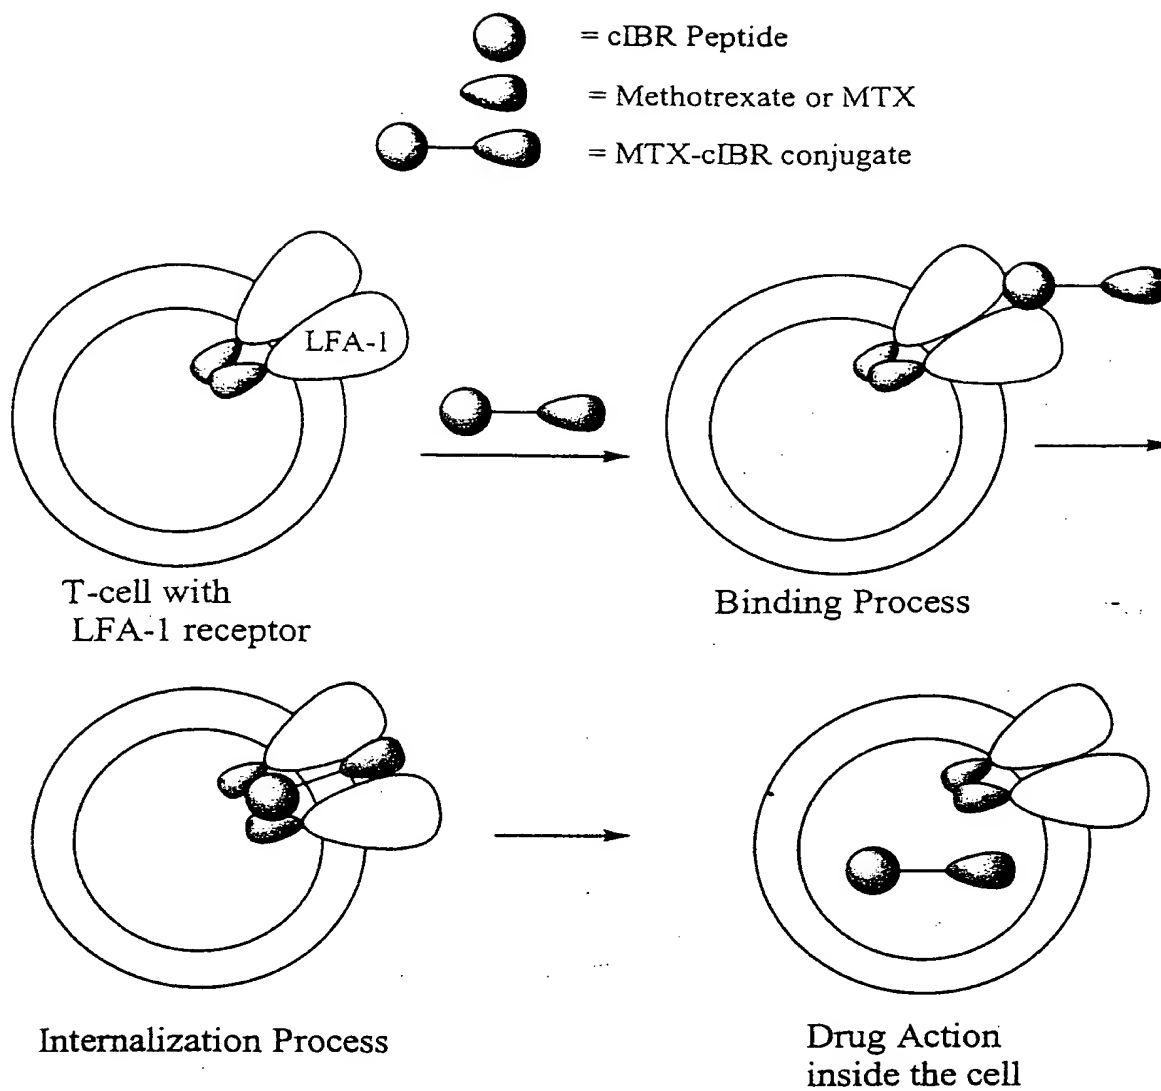 = cIBR Peptide
= Methotrexate or MTX
= MTX-cIBR conjugate
LFA-1
T-cell with
LFA-1 receptor
Binding Process
Internalization Process
Drug Action
inside the cell